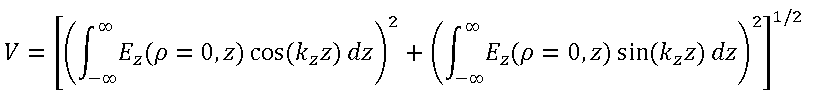 V = [(∫_{-∞}^{∞} E_z(ρ = 0, z) cos(k_z z) dz)^2 + (∫_{-∞}^{∞} E_z(ρ = 0, z) sin(k_z z) dz)^2]^{1/2}